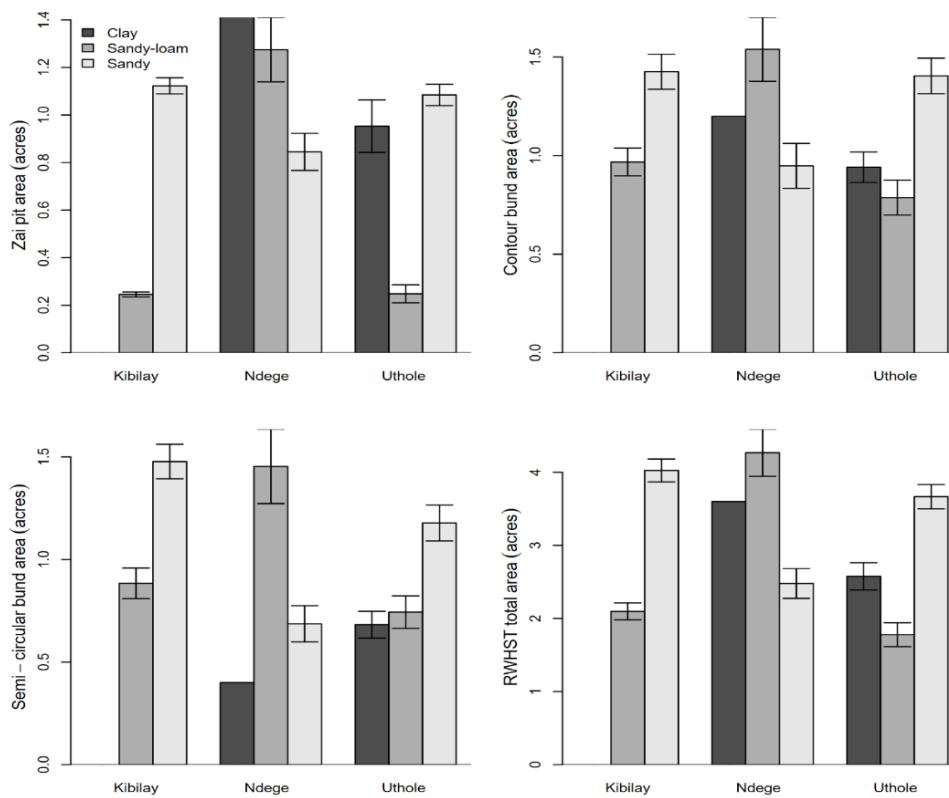 Zai pit area (acres)
0.0 0.2 0.4 0.6 0.8 1.0 1.2 1.4
Clay
Sandy-loam
Sandy
Kibilay Ndege Uthole
Contour bund area (acres)
0.0 0.5 1.0 1.5
Kibilay Ndege Uthole
Semi – circular bund area (acres)
0.0 0.5 1.0 1.5
Kibilay Ndege Uthole
RWHST total area (acres)
0 1 2 3 4
Kibilay Ndege Uthole